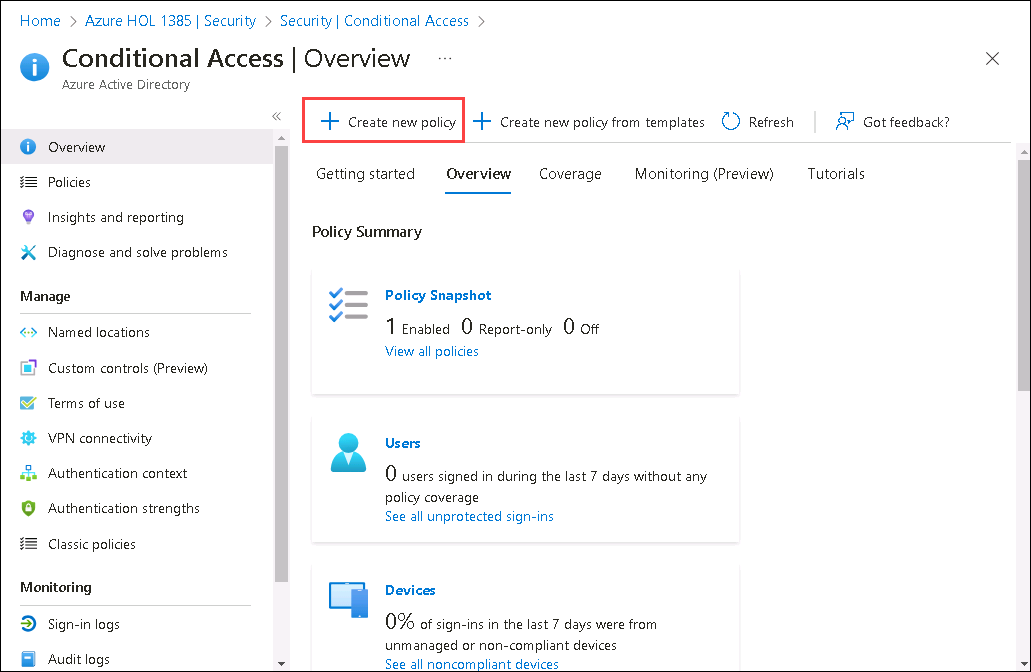 Home > Azure HOL 1385 | Security > Security | Conditional Access >
Conditional Access | Overview ...
Azure Active Directory
Create new policy
Create new policy from templates
Refresh
Got feedback?
Overview
Policies
Insights and reporting
Diagnose and solve problems
Manage
Named locations
Custom controls (Preview)
Terms of use
VPN connectivity
Authentication context
Authentication strengths
Classic policies
Monitoring
Sign-in logs
Audit logs
Getting started
Overview
Coverage
Monitoring (Preview)
Tutorials
Policy Summary
Policy Snapshot
1 Enabled 0 Report-only 0 Off
View all policies
Users
0 users signed in during the last 7 days without any
policy coverage
See all unprotected sign-ins
Devices
0% of sign-ins in the last 7 days were from
unmanaged or non-compliant devices
See all noncompliant devices